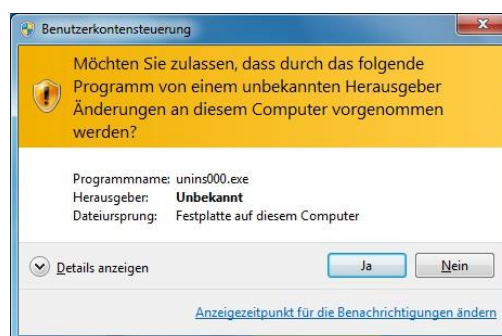 Benutzerkontensteuerung
Möchten Sie zulassen, dass durch das folgende
Programm von einem unbekannten Herausgeber
Änderungen an diesem Computer vorgenommen
werden?
Programmname: unins000.exe
Herausgeber: Unbekannt
Dateiursprung: Festplatte auf diesem Computer
Details anzeigen Ja Nein
Anzeigezeitpunkt für die Benachrichtigungen ändern